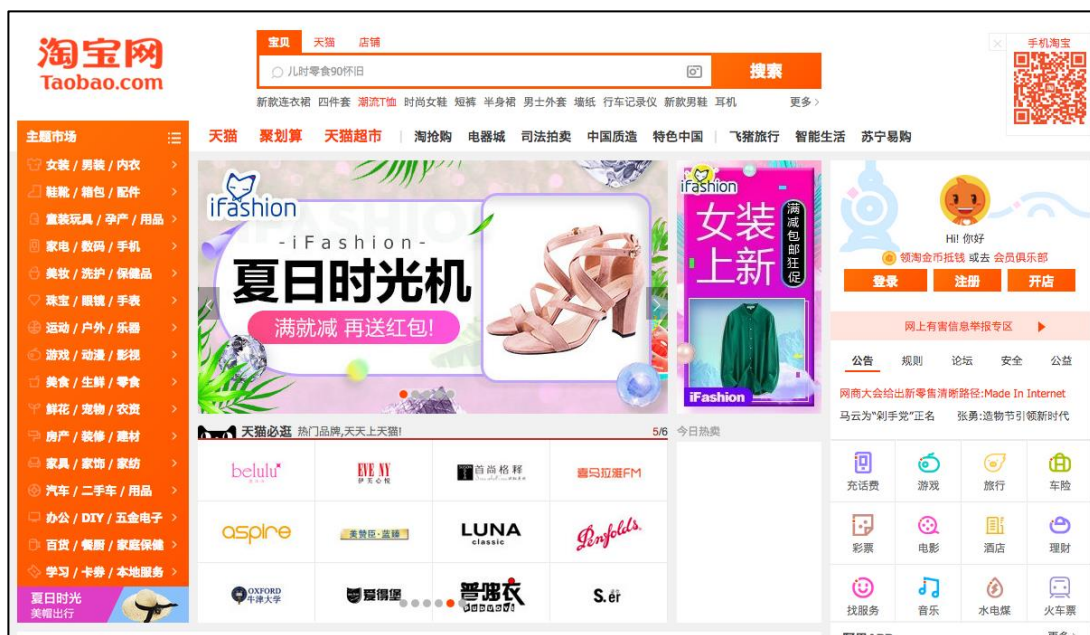 淘宝网
Taobao.com
宝贝 天猫 店铺
儿时零食90怀旧
搜索
手机淘宝
新款连衣裙 四件套 潮流T恤 时尚女鞋 短裤 半身裙 男士外套 墙纸 行车记录仪 新款男鞋 耳机 更多>
主题市场
天猫 聚划算 天猫超市 | 淘抢购 电器城 司法拍卖 中国质造 特色中国 | 飞猪旅行 智能生活 苏宁易购
女装 / 男装 / 内衣
鞋靴 / 箱包 / 配件
童装玩具 / 孕产 / 用品
家电 / 数码 / 手机
美妆 / 洗护 / 保健品
珠宝 / 眼镜 / 手表
运动 / 户外 / 乐器
游戏 / 动漫 / 影视
美食 / 生鲜 / 零食
鲜花 / 宠物 / 农资
房产 / 装修 / 建材
家具 / 家饰 / 家纺
汽车 / 二手车 / 用品
办公 / DIY / 五金电子
百货 / 餐厨 / 家庭保健
学习 / 卡券 / 本地服务
夏日时光
美帽出行
iFashion
-iFashion-
夏日时光机
满就减 再送红包!
iFashion
女装
上新
满减包邮狂促
iFashion
Hi! 你好
领淘金币抵钱 或去 会员俱乐部
登录 注册 开店
网上有害信息举报专区
公告 规则 论坛 安全 公益
网商大会给出新零售清晰路径:Made In Internet
马云为"剁手党"正名 张勇:造物节引领新时代
天猫必逛 热门品牌,天天上天猫! 5/6
今日热卖
belulu
EVE NY
伊芙心悦
首尚格释
喜马拉雅FM
aspire
美赞臣·蓝臻
LUNA
classic
Penfolds.
OXFORD
牛津大学
爱得堡
普段衣
S.er
充话费 游戏 旅行 车险
彩票 电影 酒店 理财
找服务 音乐 水电煤 火车票